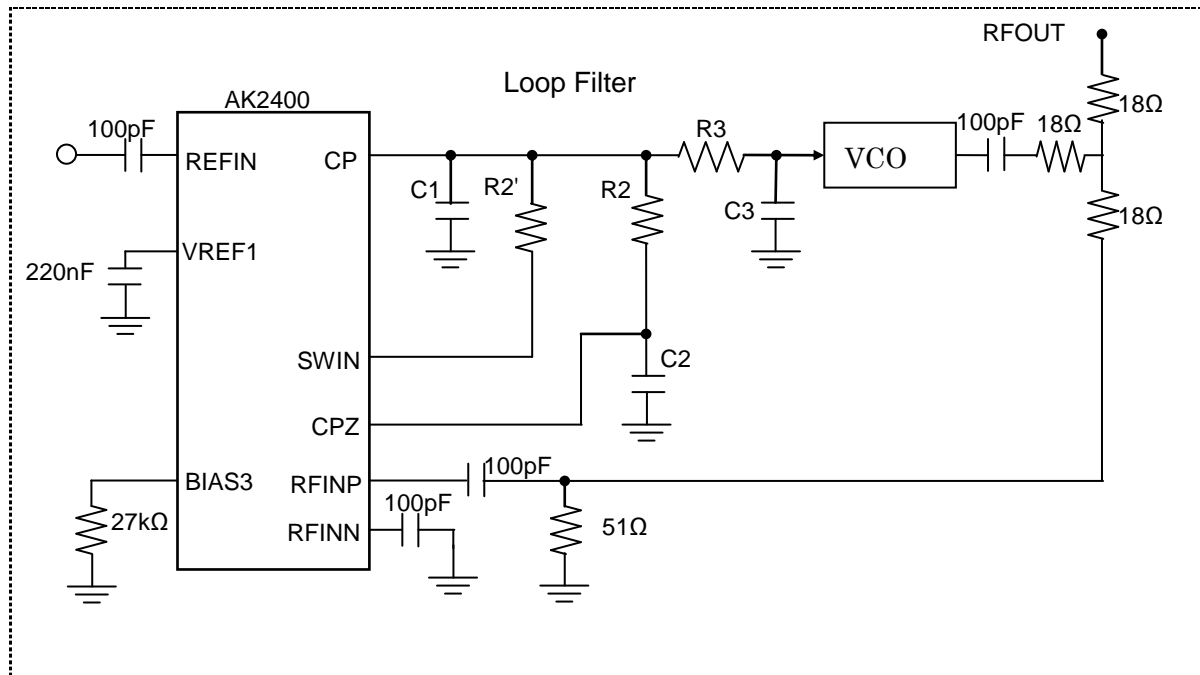 RFOUT
Loop Filter
AK2400
18Ω
100pF
100pF
18Ω
R3
REFIN
CP
VCO
C1
R2'
R2
C3
18Ω
VREF1
220nF
SWIN
C2
CPZ
100pF
BIAS3
RFINP
100pF
27kΩ
RFINN
51Ω